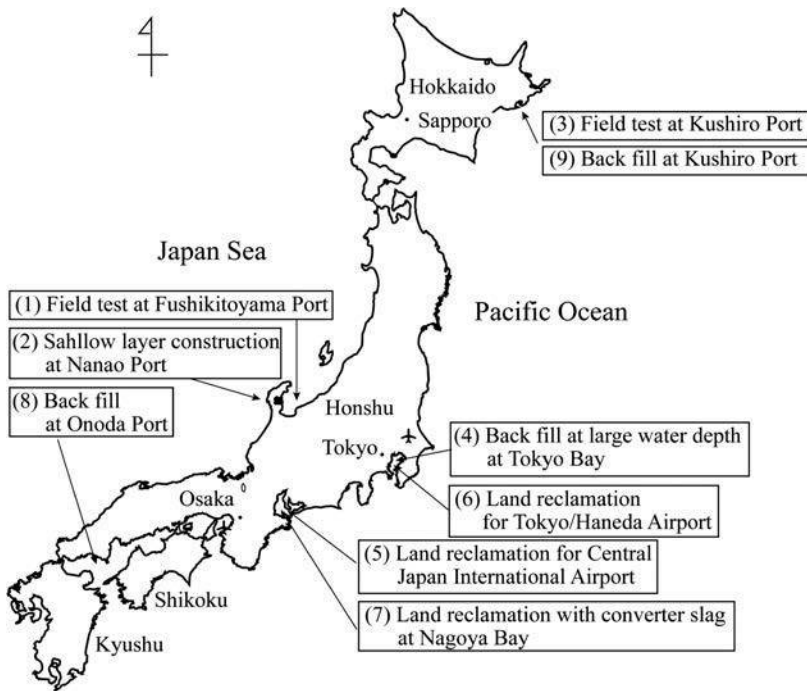 Hokkaido
Sapporo
(3) Field test at Kushiro Port
(9) Back fill at Kushiro Port
Japan Sea
(1) Field test at Fushikitoyama Port
Pacific Ocean
(2) Sahllow layer construction
at Nanao Port
(8) Back fill
at Onoda Port
Honshu
Tokyo
(4) Back fill at large water depth
at Tokyo Bay
(6) Land reclamation
for Tokyo/Haneda Airport
Osaka
(5) Land reclamation for Central
Japan International Airport
Shikoku
(7) Land reclamation with converter slag
at Nagoya Bay
Kyushu